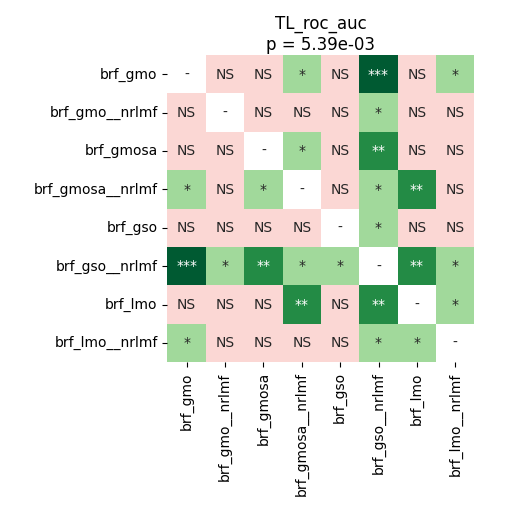 TL_roc_auc
p = 5.39e-03
brf_gmo - NS NS * NS *** NS *
brf_gmo__nrlmf NS - NS NS NS * NS NS
brf_gmosa NS NS - * NS ** NS NS
brf_gmosa__nrlmf * NS * - NS * ** NS
brf_gso NS NS NS NS - * NS NS
brf_gso__nrlmf *** * ** * * - ** *
brf_lmo NS NS NS ** NS ** - *
brf_lmo__nrlmf * NS NS NS NS * * -
brf_gmo
brf_gmo__nrlmf
brf_gmosa
brf_gmosa__nrlmf
brf_gso
brf_gso__nrlmf
brf_lmo
brf_lmo__nrlmf